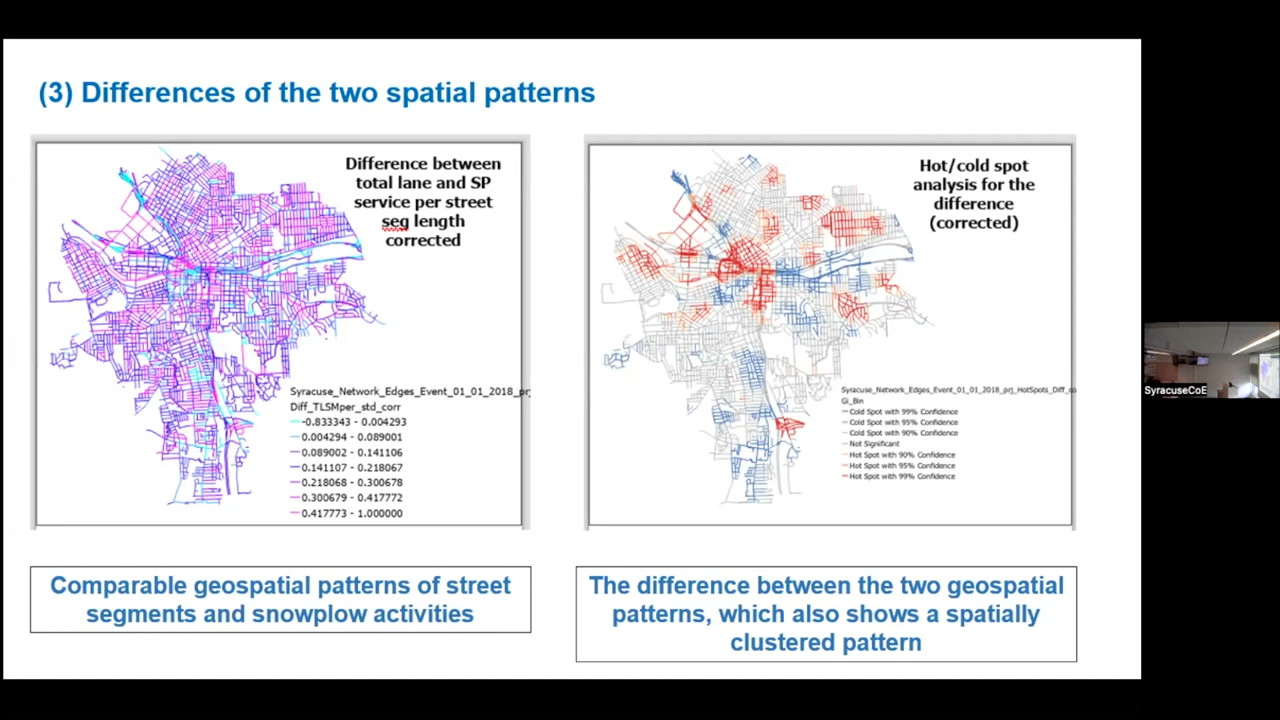 (3) Differences of the two spatial patterns
Difference between
total lane and SP
service per street
seg length
corrected
Syracuse_Network_Edges_Event_01_01_2018_prj
Diff_TLSMper_std_corr
-0.833343 - 0.004293
0.004294 - 0.089001
0.089002 - 0.141106
0.141107 - 0.218067
0.218068 - 0.300678
0.300679 - 0.417772
0.417773 - 1.000000
Hot/cold spot
analysis for the
difference
(corrected)
Syracuse_Network_Edges_Event_01_01_2018_prj_HotSpots_Diff_co
Gi_Bin
Cold Spot with 99% Confidence
Cold Spot with 95% Confidence
Cold Spot with 90% Confidence
Not Significant
Hot Spot with 90% Confidence
Hot Spot with 95% Confidence
Hot Spot with 99% Confidence
Comparable geospatial patterns of street
segments and snowplow activities
The difference between the two geospatial
patterns, which also shows a spatially
clustered pattern
SyracuseCoE